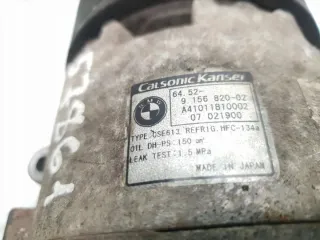 Calsonic Kansei
BMW
64.52-
9 156 820-02
A41011B10002
07 021900
TYPE: CSE613 REFRIG.HFC-134a
OIL DH-PS:150 cm³
LEAK TEST:1.5 MPa
MADE IN JAPAN